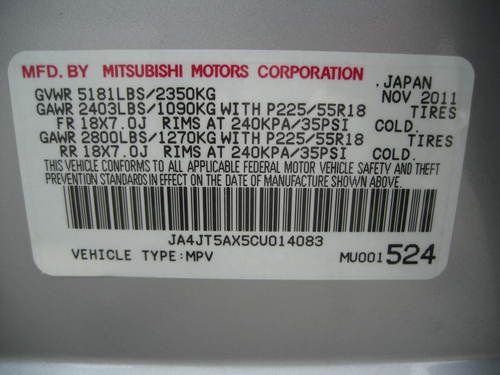 MFD. BY MITSUBISHI MOTORS CORPORATION
GVWR 5181LBS/2350KG JAPAN NOV 2011
GAWR 2403LBS/1090KG WITH P225/55R18 TIRES
FR 18X7.0J RIMS AT 240KPA/35PSI COLD.
GAWR 2800LBS/1270KG WITH P225/55R18 TIRES
RR 18X7.0J RIMS AT 240KPA/35PSI COLD.
THIS VEHICLE CONFORMS TO ALL APPLICABLE FEDERAL MOTOR VEHICLE SAFETY AND THEFT
PREVENTION STANDARDS IN EFFECT ON THE DATE OF MANUFACTURE SHOWN ABOVE.
JA4JT5AX5CU014083
VEHICLE TYPE:MPV MU001 524